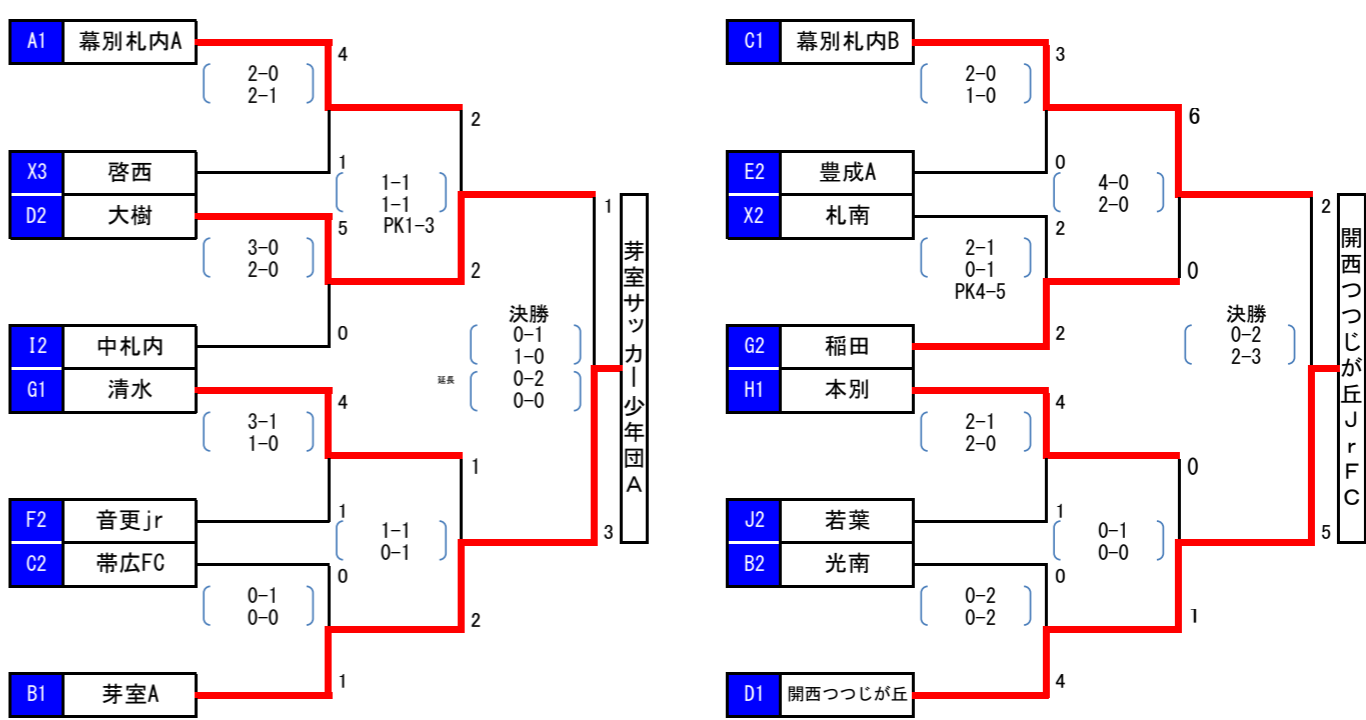 A1 幕別札内A
4
2-0
2-1
2
1
X3 啓西
1-1
1-1
PK1-3
D2 大樹
5
3-0
2-0
2
1
0
I2 中札内
G1 清水
4
3-1
1-0
1
決勝
0-1
1-0
延長
0-2
0-0
芽室サッカー少年団A
F2 音更jr
1
1-1
0-1
3
C2 帯広FC
0
0-1
0-0
2
B1 芽室A
1
C1 幕別札内B
3
2-0
1-0
6
0
E2 豊成A
4-0
2-0
X2 札南
2
2-1
0-1
PK4-5
0
2
2
G2 稲田
H1 本別
4
2-1
2-0
0
決勝
0-2
2-3
開西つつじが丘JrFC
J2 若葉
1
0-1
0-0
5
B2 光南
0
0-2
0-2
1
D1 開西つつじが丘
4